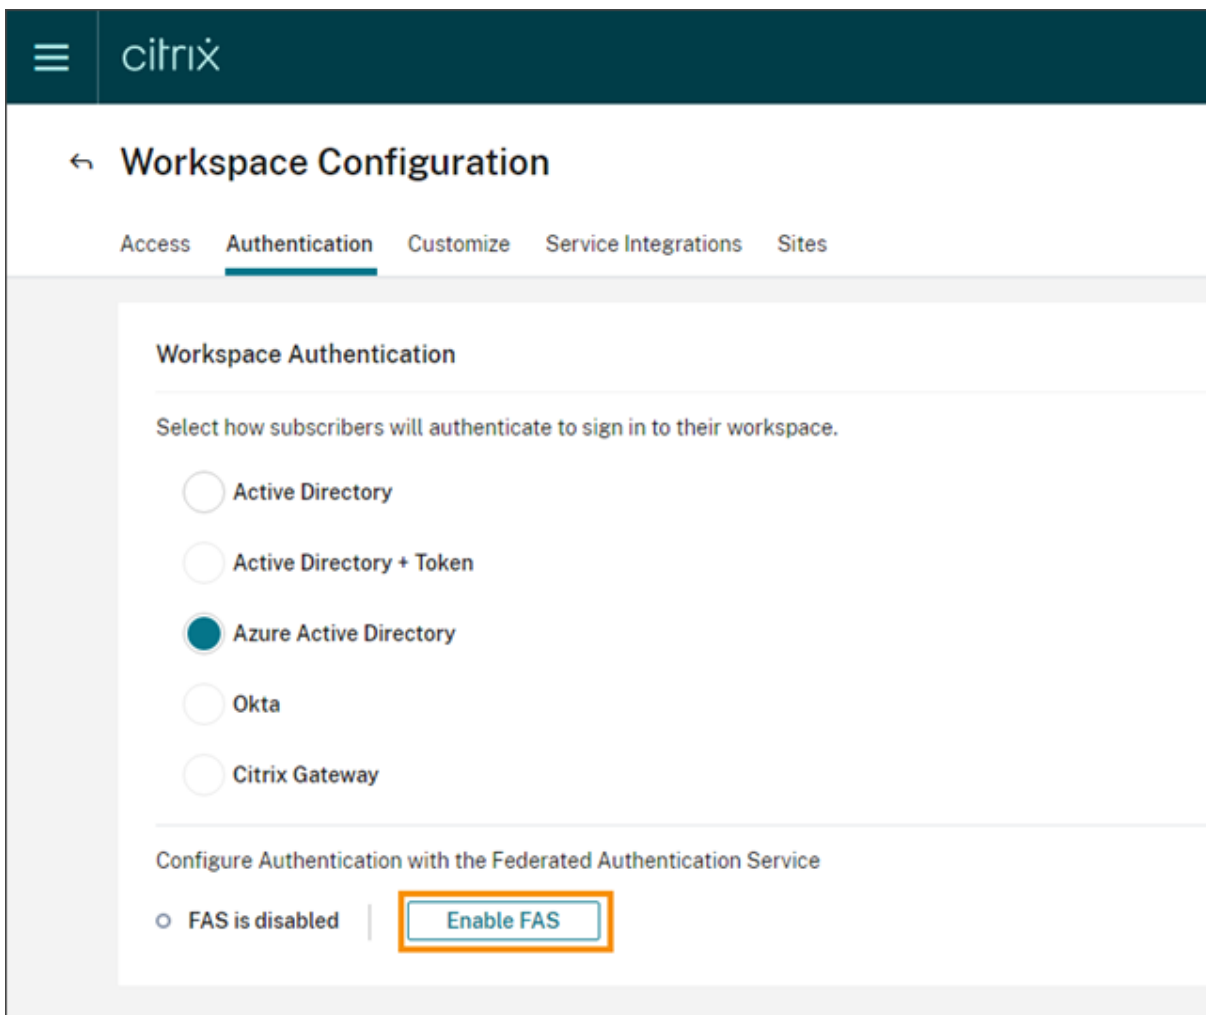 citrix
Workspace Configuration
Access Authentication Customize Service Integrations Sites
Workspace Authentication
Select how subscribers will authenticate to sign in to their workspace.
Active Directory
Active Directory + Token
Azure Active Directory
Okta
Citrix Gateway
Configure Authentication with the Federated Authentication Service
FAS is disabled Enable FAS